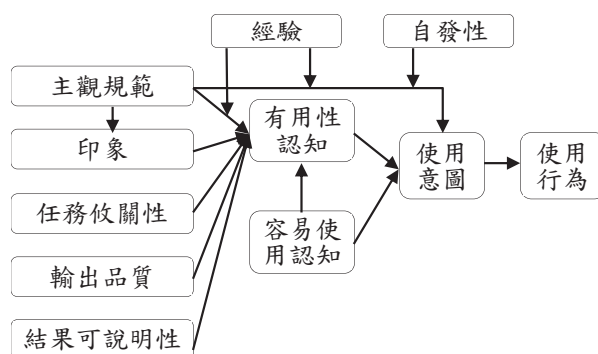 經驗
自發性
主觀規範
印象
任務攸關性
輸出品質
結果可說明性
有用性
認知
容易使
用認知
使用
意圖
使用
行為